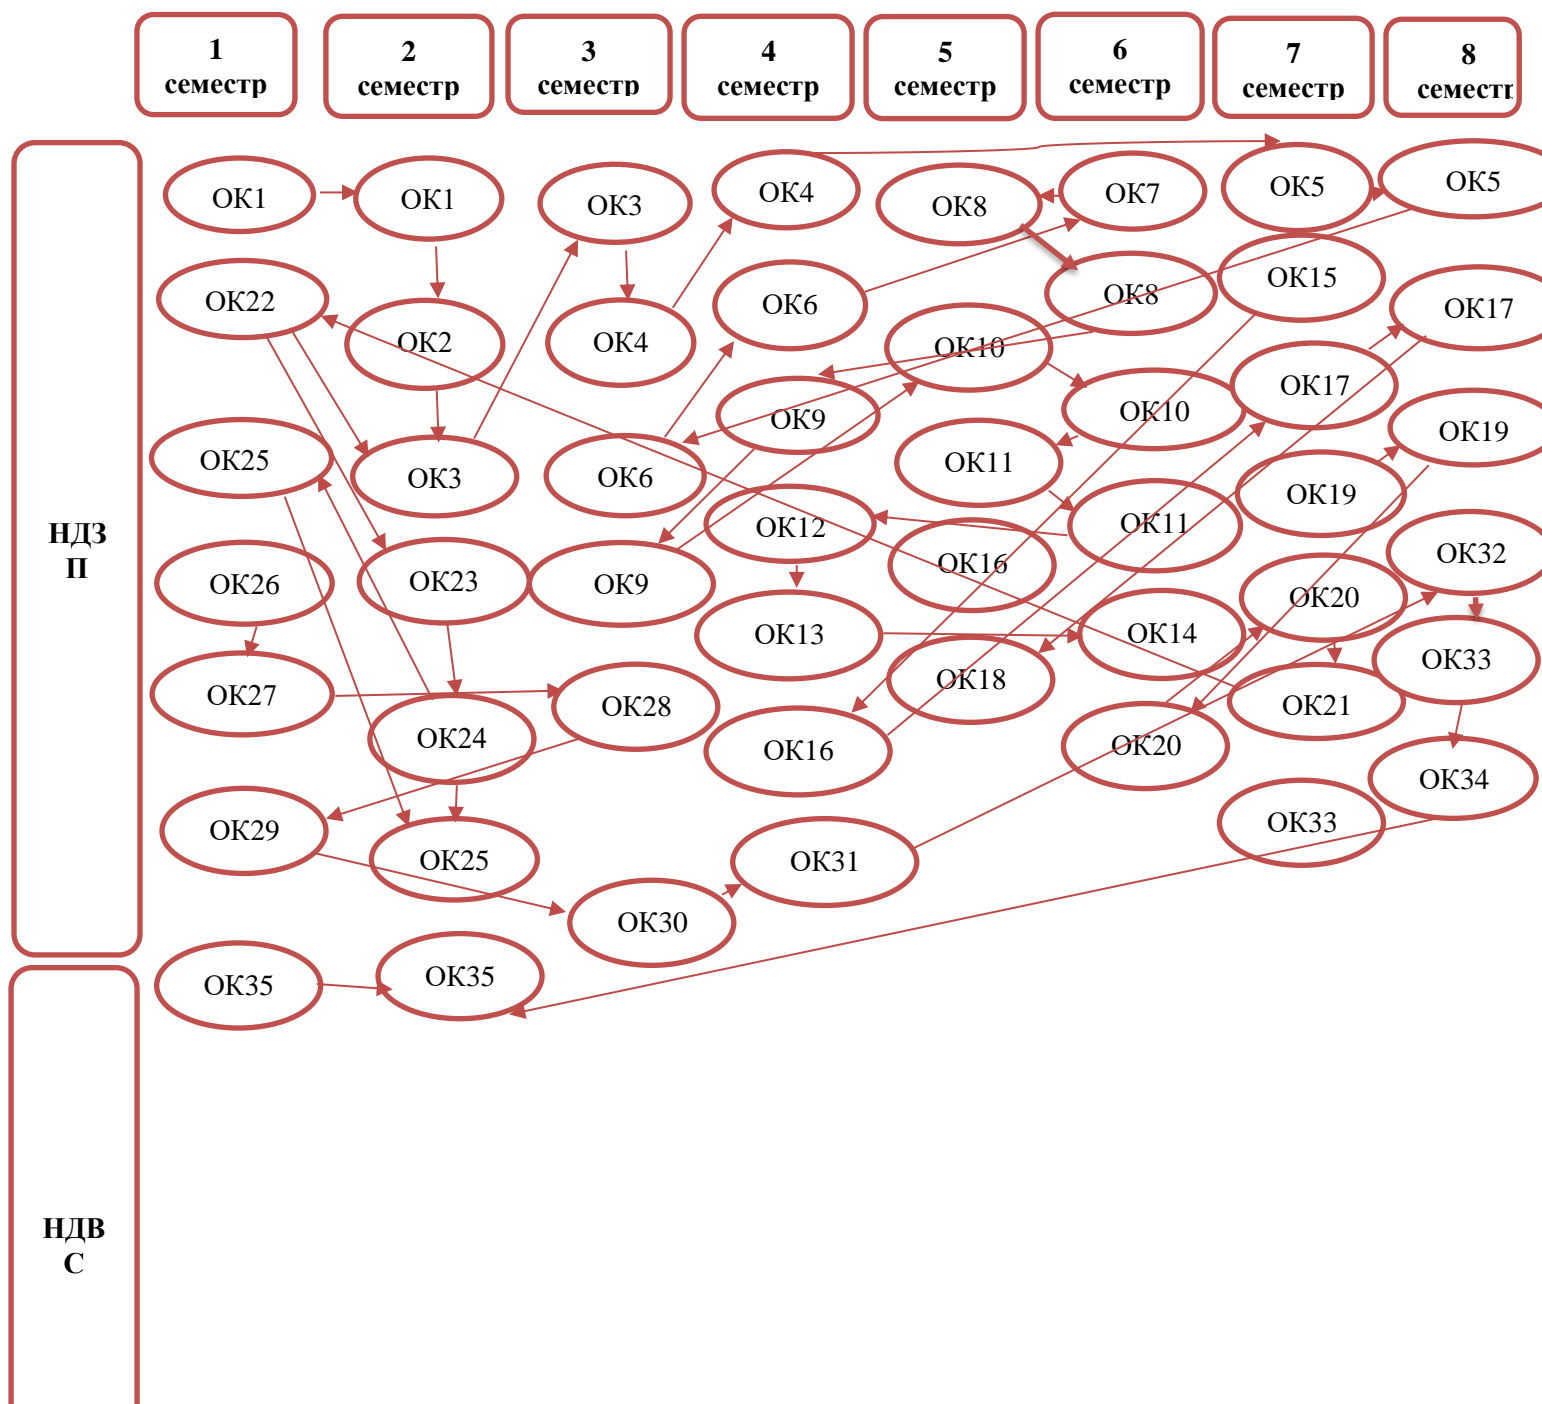 1
семестр
2
семестр
3
семестр
4
семестр
5
семестр
6
семестр
7
семестр
8
семестр
НДЗ
П
ОК1
ОК1
ОК3
ОК4
ОК8
ОК7
ОК5
ОК5
ОК22
ОК2
ОК4
ОК6
ОК10
ОК8
ОК15
ОК17
ОК25
ОК3
ОК6
ОК9
ОК11
ОК10
ОК17
ОК19
ОК26
ОК23
ОК9
ОК12
ОК16
ОК11
ОК19
ОК32
ОК27
ОК24
ОК28
ОК13
ОК18
ОК14
ОК20
ОК33
ОК29
ОК25
ОК30
ОК16
ОК31
ОК20
ОК21
ОК34
ОК33
ОК35
ОК35
НДВ
С